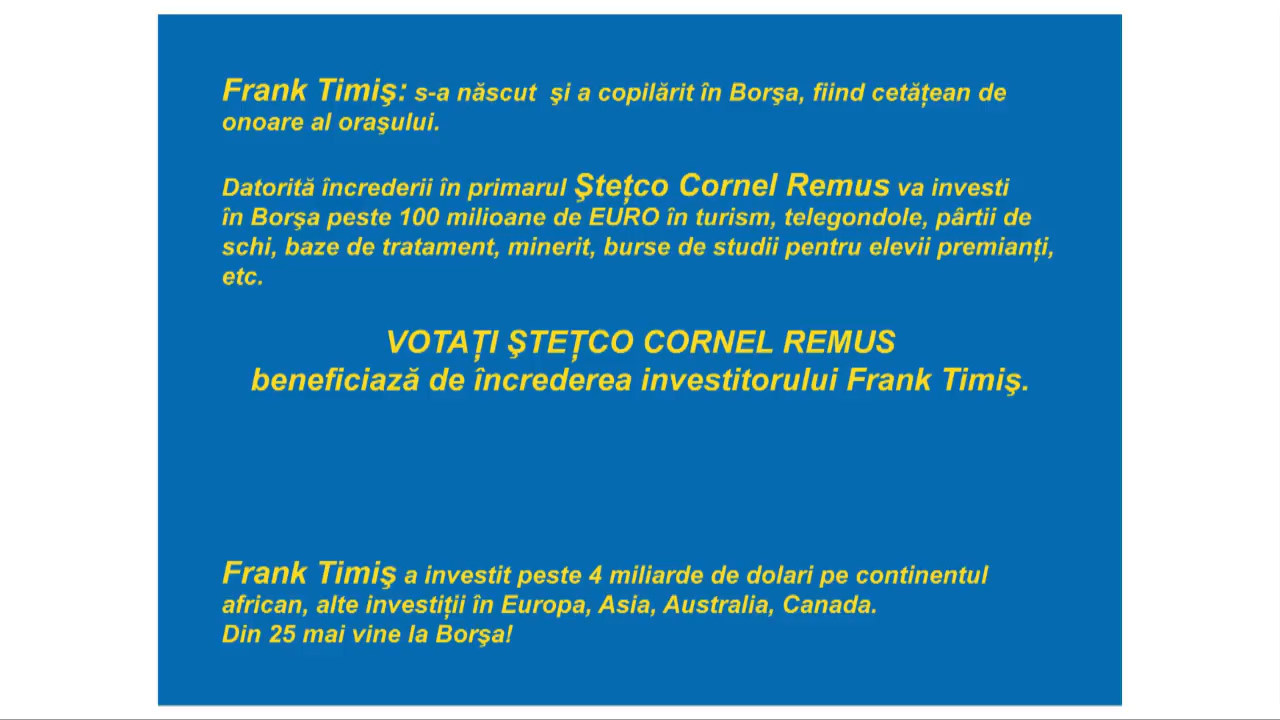 Frank Timiş: s-a născut  şi a copilărit în Borşa, fiind cetățean de
onoare al oraşului.
Datorită încrederii în primarul Ştețco Cornel Remus va investi
în Borşa peste 100 milioane de EURO în turism, telegondole, pârtii de
schi, baze de tratament, minerit, burse de studii pentru elevii premianți,
etc.
VOTAȚI ŞTEȚCO CORNEL REMUS
beneficiază de încrederea investitorului Frank Timiş.
Frank Timiş a investit peste 4 miliarde de dolari pe continentul
african, alte investiții în Europa, Asia, Australia, Canada.
Din 25 mai vine la Borşa!